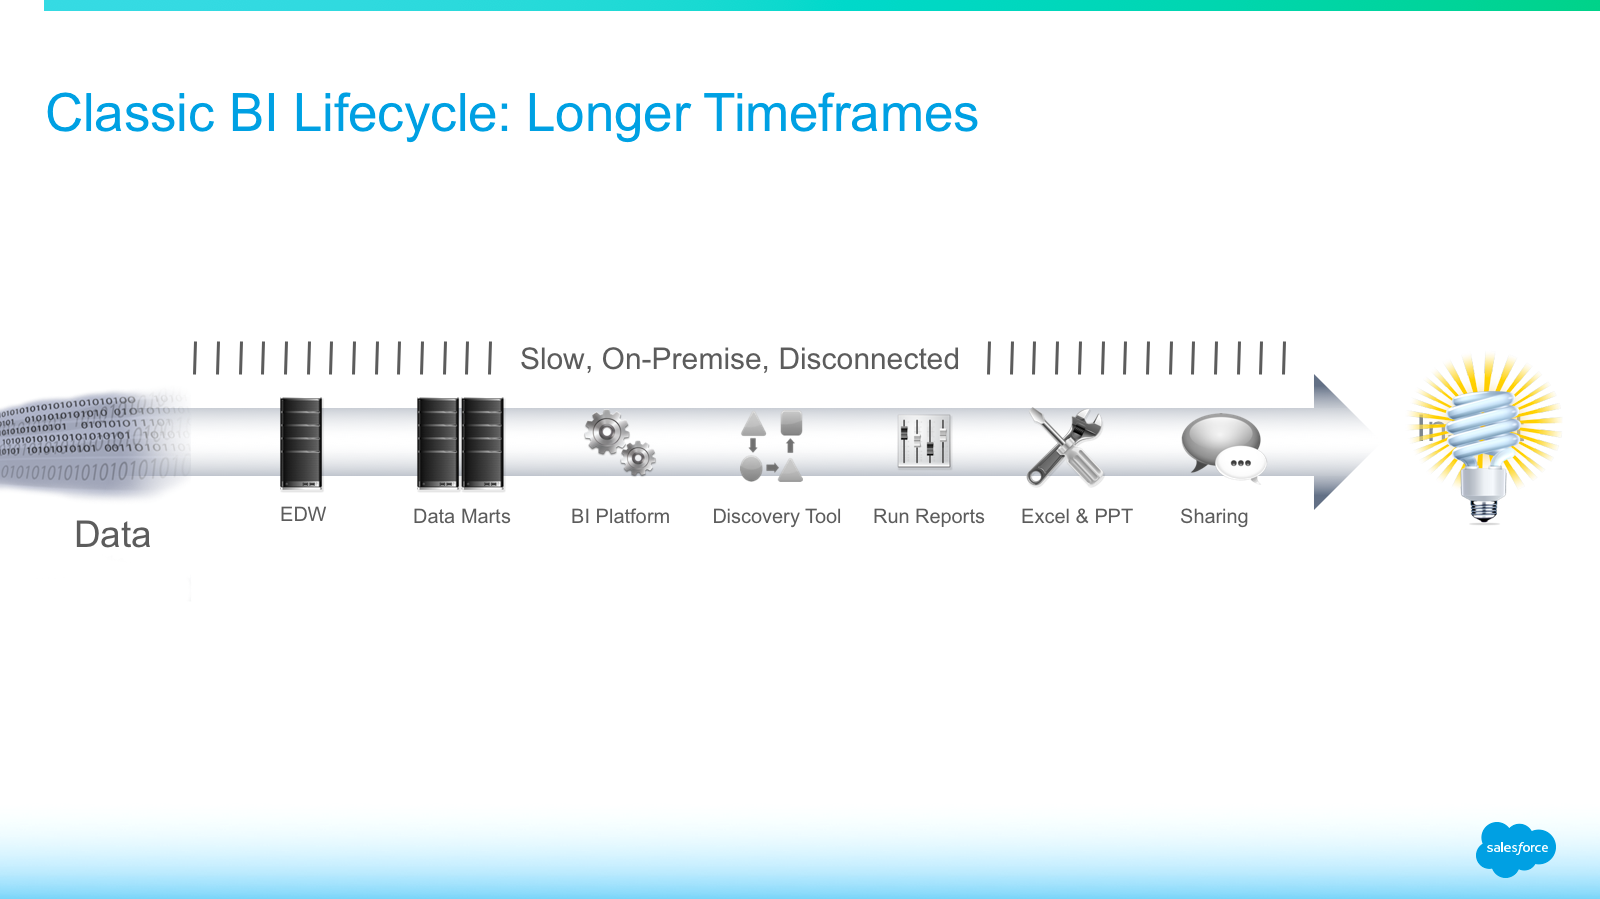 Classic BI Lifecycle: Longer Timeframes
Slow, On-Premise, Disconnected
Data
EDW
Data Marts
BI Platform
Discovery Tool
Run Reports
Excel & PPT
Sharing
salesforce